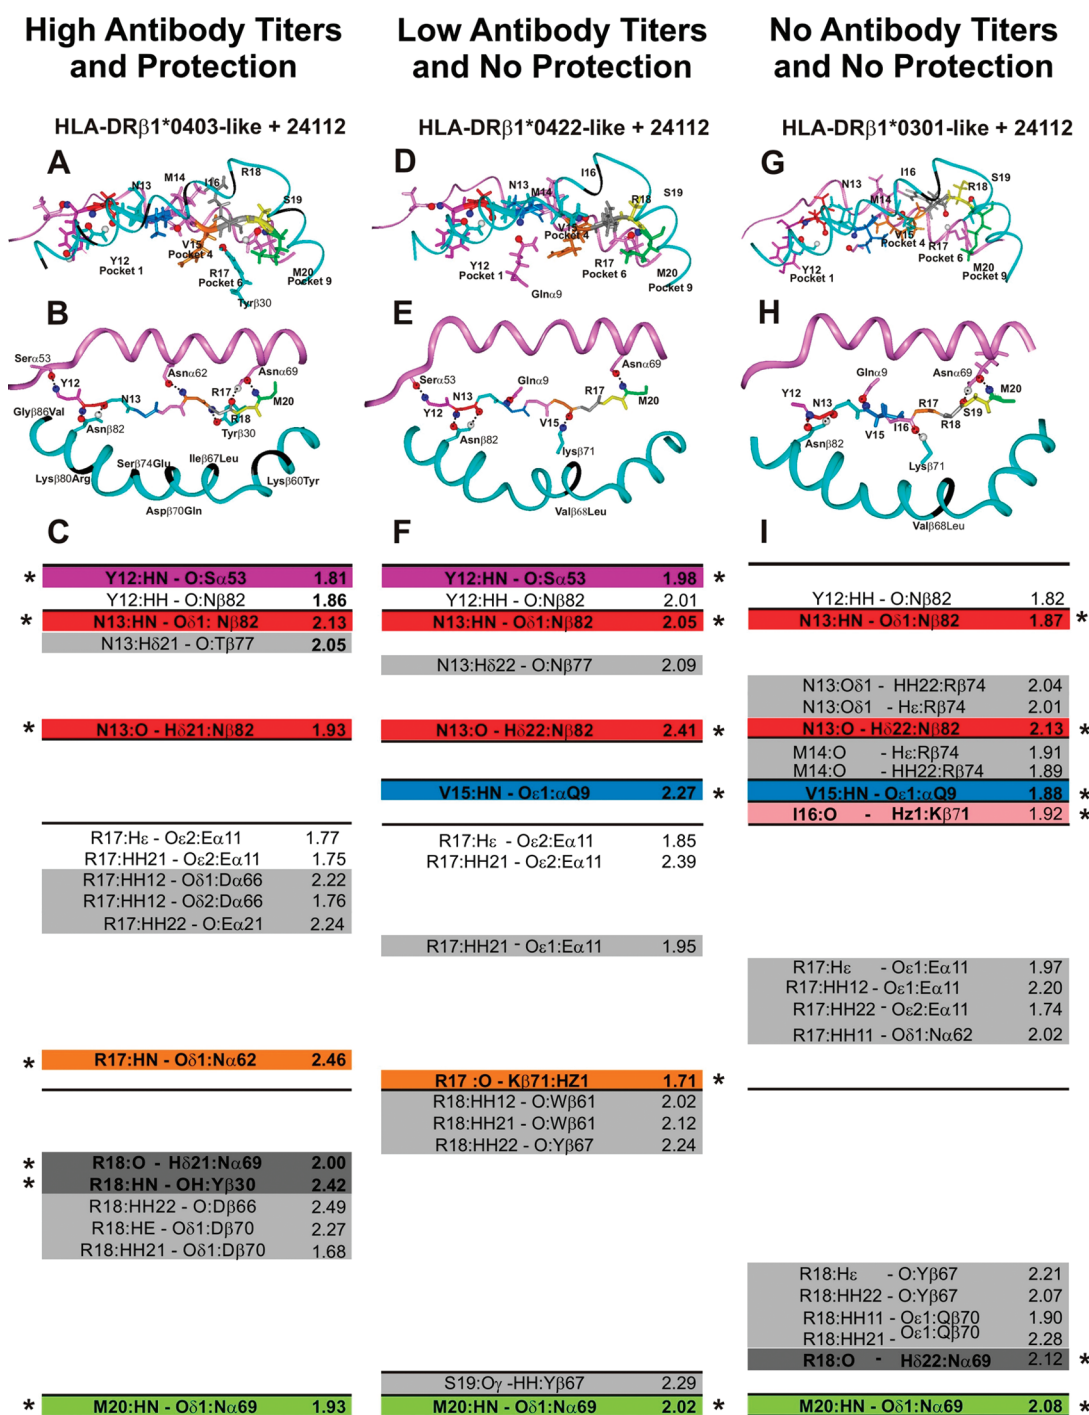 High Antibody Titers
and Protection
Low Antibody Titers
and No Protection
No Antibody Titers
and No Protection
HLA-DRβ1*0403-like + 24112
HLA-DRβ1*0422-like + 24112
HLA-DRβ1*0301-like + 24112
A
N13
M14
I16
R18
S19
V15
Pocket 4
Y12
Pocket 1
R17
Pocket 6
M20
Pocket 9
Tyrβ30
D
N13
M14
I16
R18
S19
V15
Pocket 4
Y12
Pocket 1
R17
Pocket 6
M20
Pocket 9
Glnα9
G
N13
M14
I16
R18
S19
V15
Pocket 4
Y12
Pocket 1
R17
Pocket 6
M20
Pocket 9
B
Serα53
Y12
Asnα62
Asnα69
N13
R17
M20
Glyβ86Val
R18
Asnβ82
Tyrβ30
Serβ74Glu
Ileβ67Leu
Lysβ80Arg
Lysβ60Tyr
Aspβ70Gln
E
Serα53
Glnα9
Asnα69
N13
R17
Y12
M20
V15
Asnβ82
lysβ71
Valβ68Leu
H
Glnα9
Asnα69
Y12
N13
R17
M20
S19
V15
I16
R18
Asnβ82
Lysβ71
Valβ68Leu
C
* Y12:HN - O:Sα53 1.81
Y12:HH - O:Nβ82 1.86
* N13:HN - Oδ1: Nβ82 2.13
N13:Hδ21 - O:Tβ77 2.05
* N13:O - Hδ21:Nβ82 1.93
R17:Hε - Oε2:Eα11 1.77
R17:HH21 - Oε2:Eα11 1.75
R17:HH12 - Oδ1:Dα66 2.22
R17:HH12 - Oδ2:Dα66 1.76
R17:HH22 - O:Eα21 2.24
* R17:HN - Oδ1:Nα62 2.46
* R18:O - Hδ21:Nα69 2.00
* R18:HN - OH:Yβ30 2.42
R18:HH22 - O:Dβ66 2.49
R18:HE - Oδ1:Dβ70 2.27
R18:HH21 - Oδ1:Dβ70 1.68
* M20:HN - Oδ1:Nα69 1.93
F
Y12:HN - O:Sα53 1.98 *
Y12:HH - O:Nβ82 2.01
N13:HN - Oδ1:Nβ82 2.05 *
N13:Hδ22 - O:Nβ77 2.09
N13:O - Hδ22:Nβ82 2.41 *
V15:HN - Oε1:αQ9 2.27 *
R17:Hε - Oε2:Eα11 1.85
R17:HH21 - Oε2:Eα11 2.39
R17:HH21 - Oε1:Eα11 1.95
R17 :O - Kβ71:HZ1 1.71 *
R18:HH12 - O:Wβ61 2.02
R18:HH21 - O:Wβ61 2.12
R18:HH22 - O:Yβ67 2.24
S19:Oγ -HH:Yβ67 2.29
M20:HN - Oδ1:Nα69 2.02 *
I
Y12:HH - O:Nβ82 1.82
N13:HN - Oδ1:Nβ82 1.87 *
N13:Oδ1 - HH22:Rβ74 2.04
N13:Oδ1 - Hε:Rβ74 2.01
N13:O - Hδ22:Nβ82 2.13 *
M14:O - Hε:Rβ74 1.91
M14:O - HH22:Rβ74 1.89
V15:HN - Oε1:αQ9 1.88 *
I16:O - Hz1:Kβ71 1.92 *
R17:Hε - Oε1:Eα11 1.97
R17:HH12 - Oε1:Eα11 2.20
R17:HH22 - Oε2:Eα11 1.74
R17:HH11 - Oδ1:Nα62 2.02
R18:Hε - O:Yβ67 2.21
R18:HH22 - O:Yβ67 2.07
R18:HH11 - Oε1:Qβ70 1.90
R18:HH21 - Oε1:Qβ70 2.28
R18:O - Hδ22:Nα69 2.12 *
M20:HN - Oδ1:Nα69 2.08 *